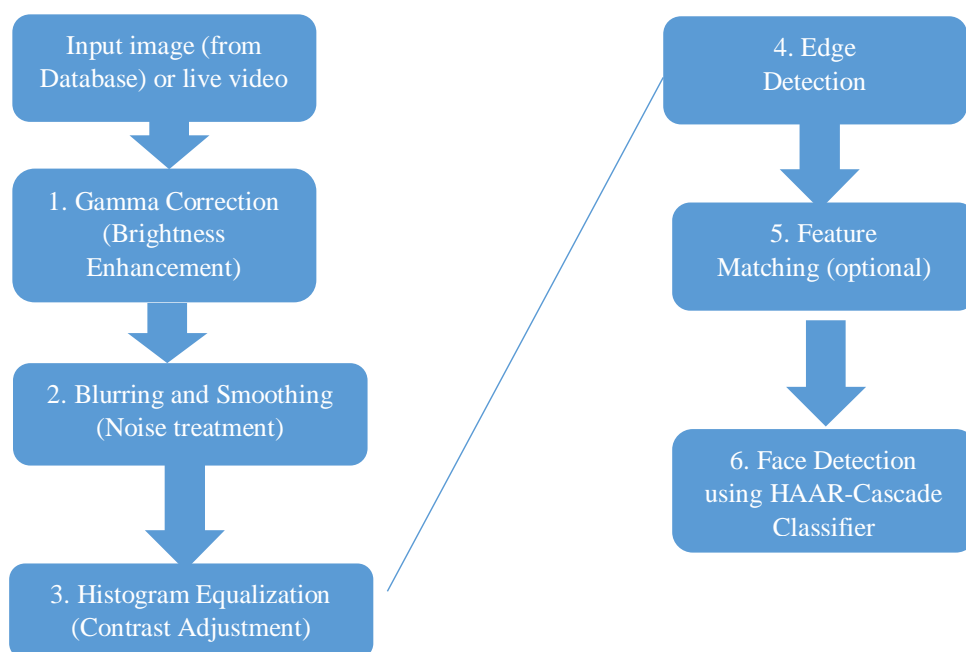 Input image (from
Database) or live video
1. Gamma Correction
(Brightness
Enhancement)
2. Blurring and Smoothing
(Noise treatment)
3. Histogram Equalization
(Contrast Adjustment)
4. Edge
Detection
5. Feature
Matching (optional)
6. Face Detection
using HAAR-Cascade
Classifier